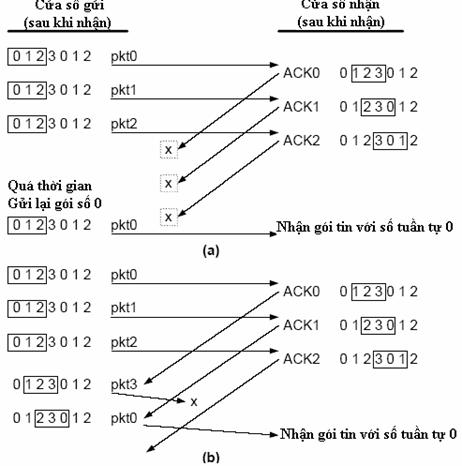 Cửa sổ gửi
(sau khi nhận)
Cửa sổ nhận
(sau khi nhận)
0 1 2 3 0 1 2 pkt0
ACK0 0 1 2 3 0 1 2
0 1 2 3 0 1 2 pkt1
ACK1 0 1 2 3 0 1 2
0 1 2 3 0 1 2 pkt2
ACK2 0 1 2 3 0 1 2
x
x
Quá thời gian
Gửi lại gói số 0
x
0 1 2 3 0 1 2 pkt0
Nhận gói tin với số tuần tự 0
(a)
0 1 2 3 0 1 2 pkt0
ACK0 0 1 2 3 0 1 2
0 1 2 3 0 1 2 pkt1
ACK1 0 1 2 3 0 1 2
0 1 2 3 0 1 2 pkt2
ACK2 0 1 2 3 0 1 2
0 1 2 3 0 1 2 pkt3
x
0 1 2 3 0 1 2 pkt0
Nhận gói tin với số tuần tự 0
(b)